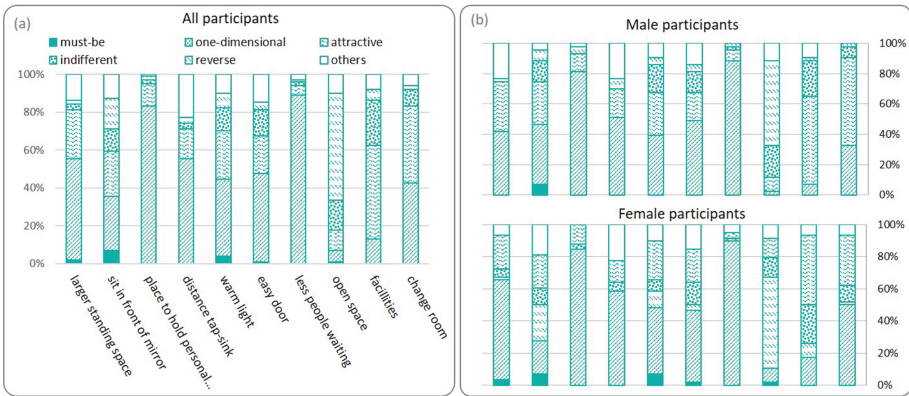 (a)
All participants
must-be
one-dimensional
attractive
indifferent
reverse
others
100%
80%
60%
40%
20%
0%
larger standing space
sit in front of mirror
place to hold personal...
distance tap-sink
warm light
easy door
less people waiting
open space
facillities
change room
(b)
Male participants
100%
80%
60%
40%
20%
0%
Female participants
100%
80%
60%
40%
20%
0%